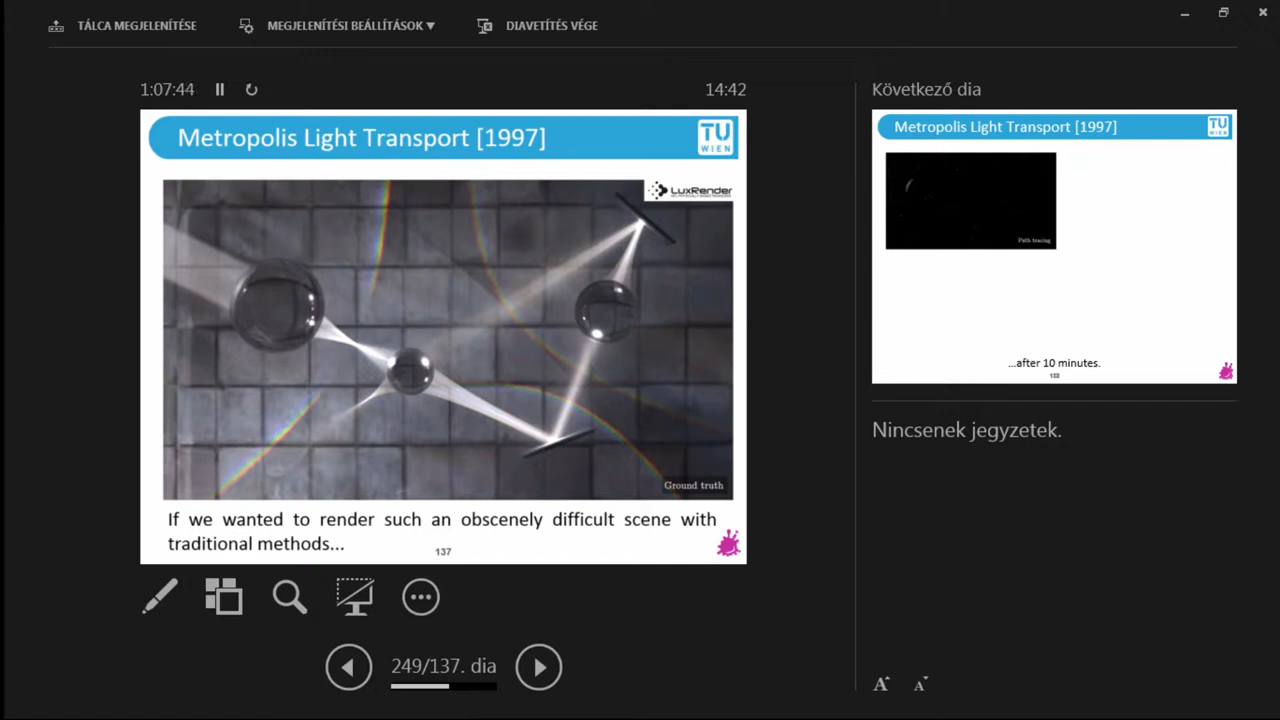 TÁLCA MEGJELENÍTÉSE
MEGJELENÍTÉSI BEÁLLÍTÁSOK
DIAVETÍTÉS VÉGE
1:07:44
14:42
Metropolis Light Transport [1997]
TU
WIEN
LuxRender
Ground truth
If we wanted to render such an obscenely difficult scene with
traditional methods...
137
249/137. dia
Következő dia
Metropolis Light Transport [1997]
TU
WIEN
Path tracing
...after 10 minutes.
Nincsenek jegyzetek.
A
A